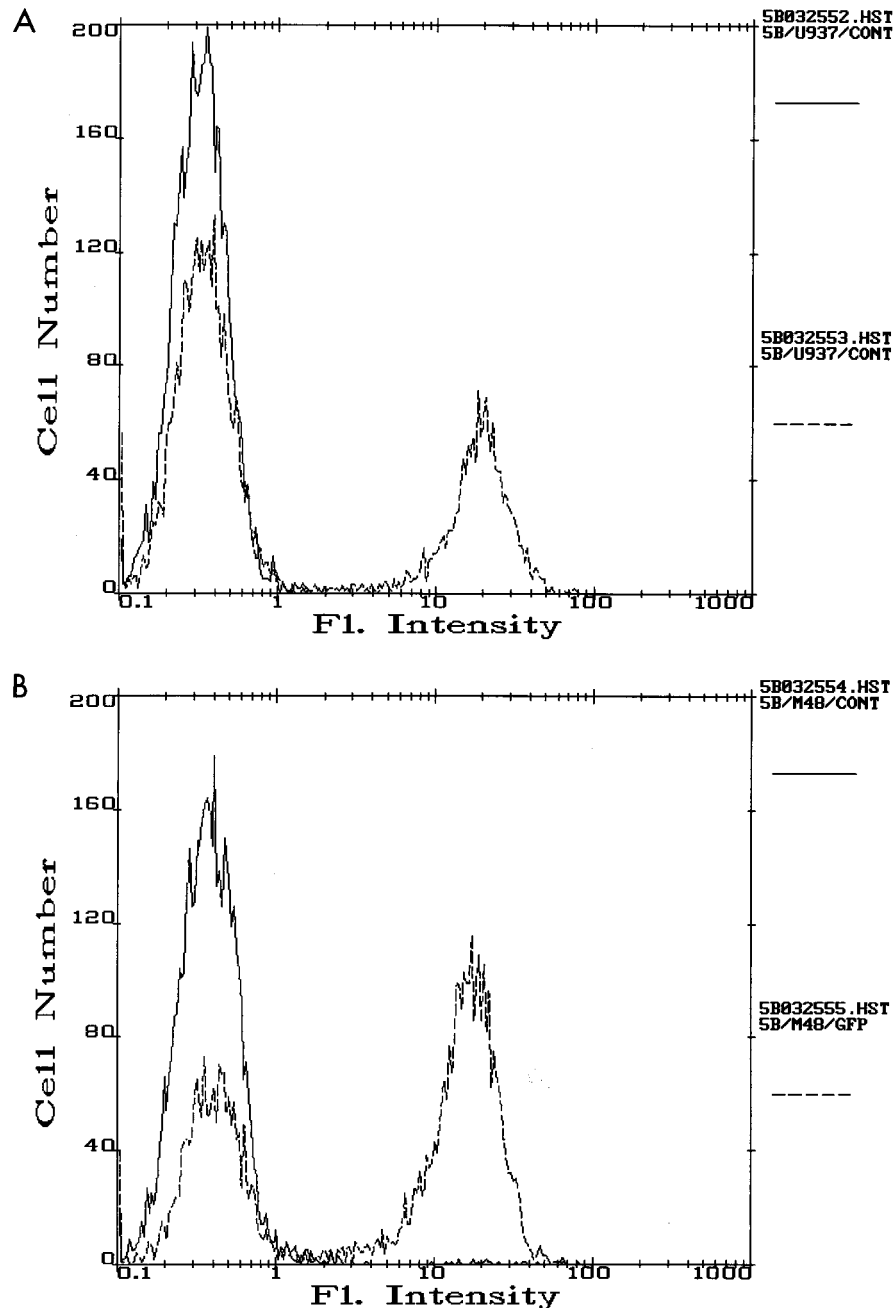 A
200
160
120
80
40
0
Cell Number
0.1 1 10 100 1000
Fl. Intensity
5B032552.HST
5B/U937/CONT
5B032553.HST
5B/U937/CONT
B
200
160
120
80
40
0
Cell Number
0.1 1 10 100 1000
Fl. Intensity
5B032554.HST
5B/M48/CONT
5B032555.HST
5B/M48/GFP